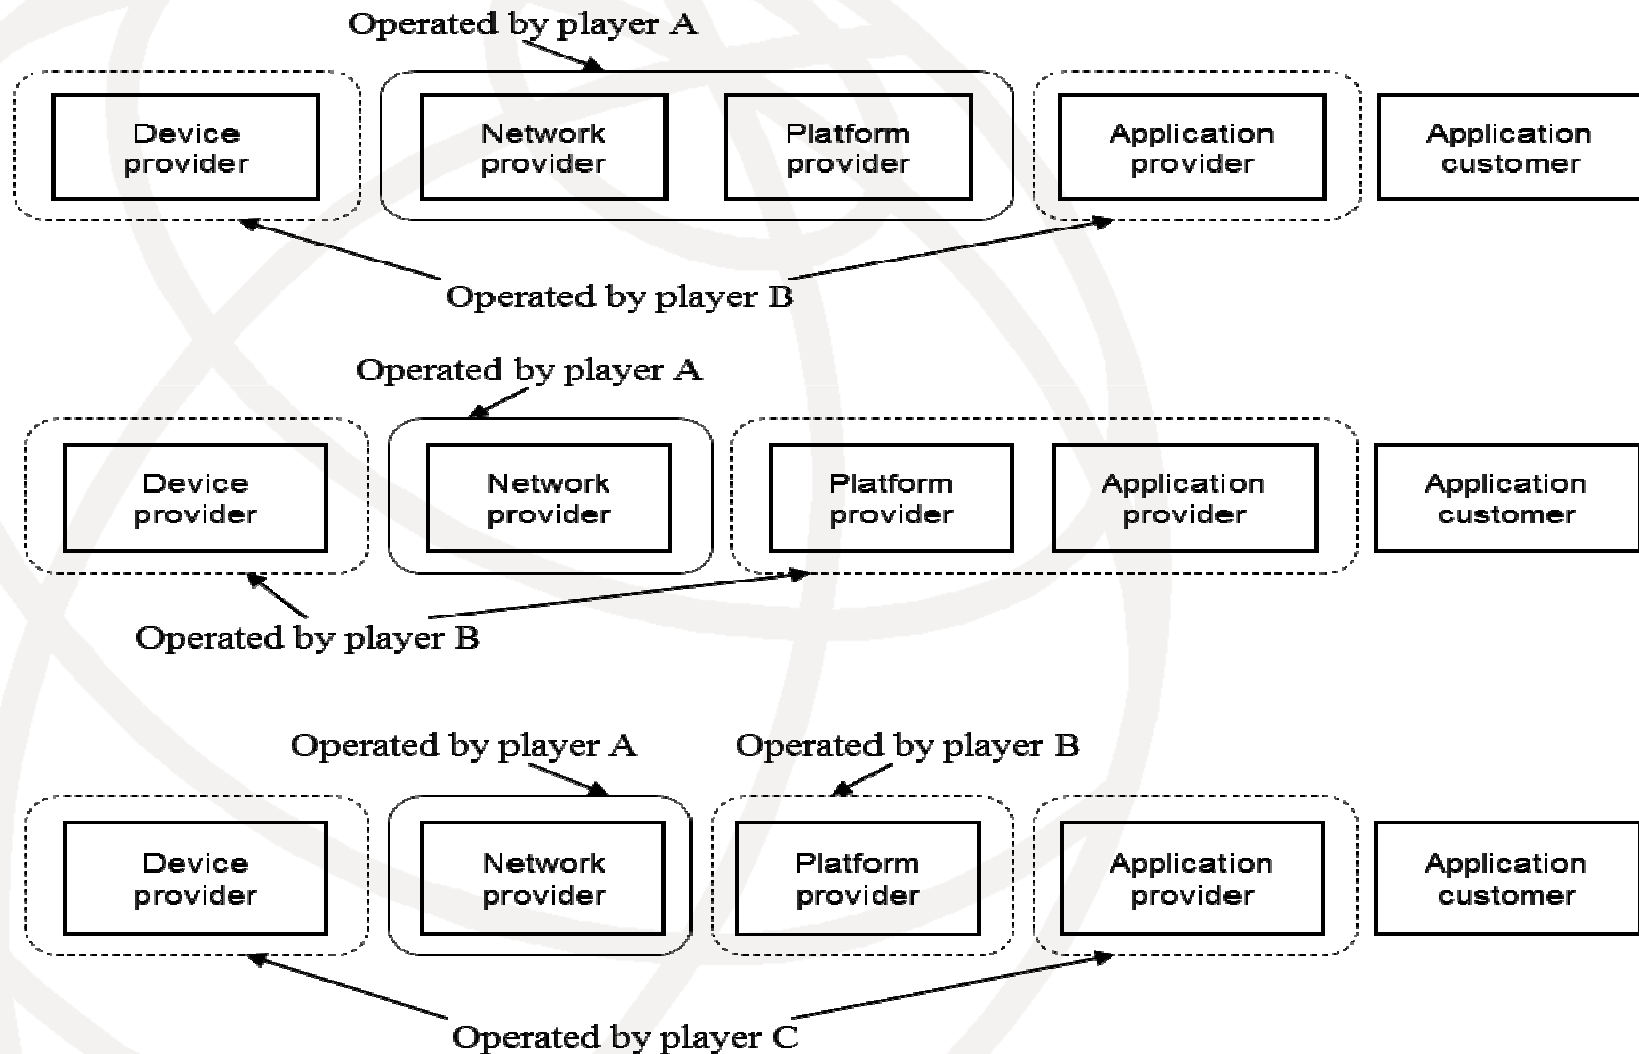 Operated by player A
Device
provider
Network
provider
Platform
provider
Application
provider
Application
customer
Operated by player B
Operated by player A
Device
provider
Network
provider
Platform
provider
Application
provider
Application
customer
Operated by player B
Operated by player A
Operated by player B
Device
provider
Network
provider
Platform
provider
Application
provider
Application
customer
Operated by player C